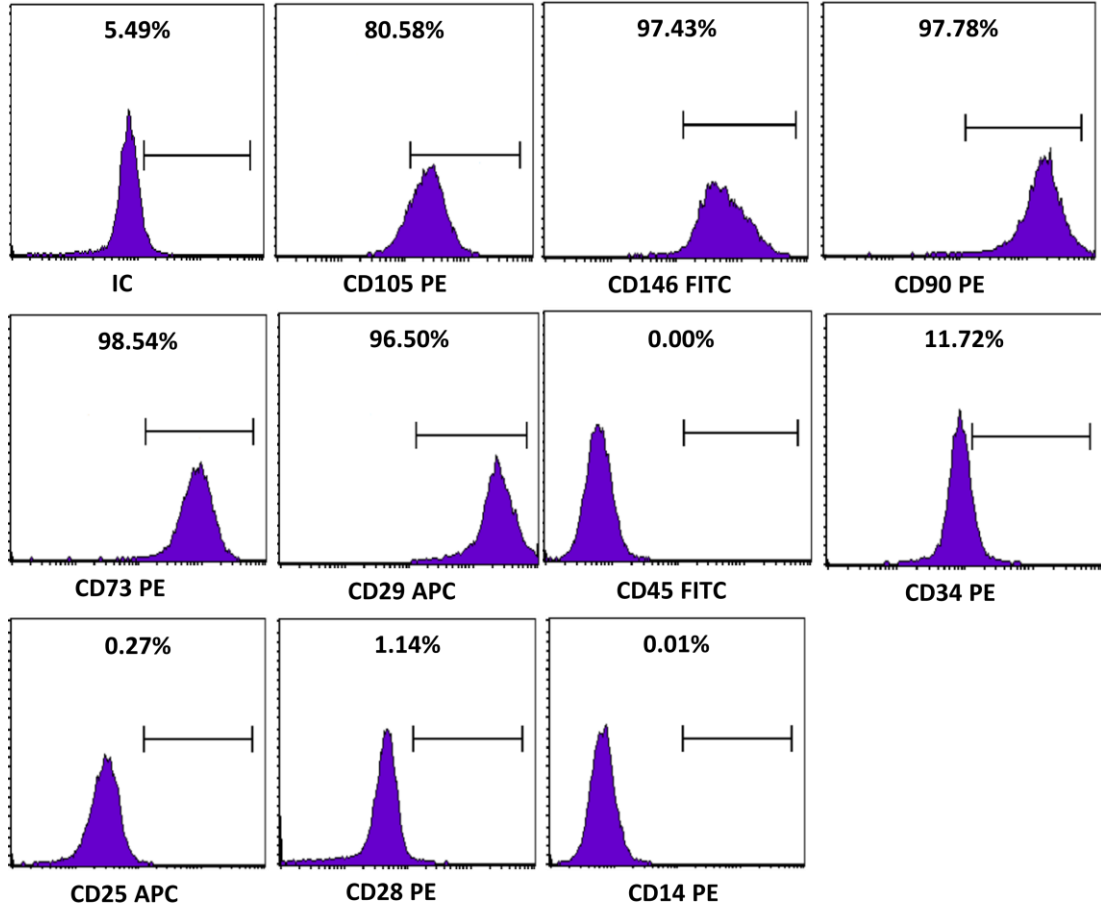 5.49%
80.58%
97.43%
97.78%
IC
CD105 PE
CD146 FITC
CD90 PE
98.54%
96.50%
0.00%
11.72%
CD73 PE
CD29 APC
CD45 FITC
CD34 PE
0.27%
1.14%
0.01%
CD25 APC
CD28 PE
CD14 PE